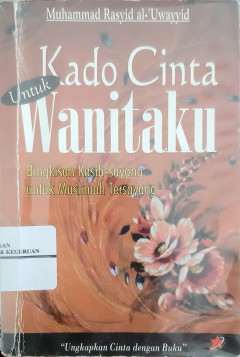 Muhammad Rasyid al-'Uwayyid
Kado Cinta
Untuk
Wanitaku
Bingkisan Kasih-sayang
untuk Muslimah Tersayang
"Ungkapkan Cinta dengan Buku"